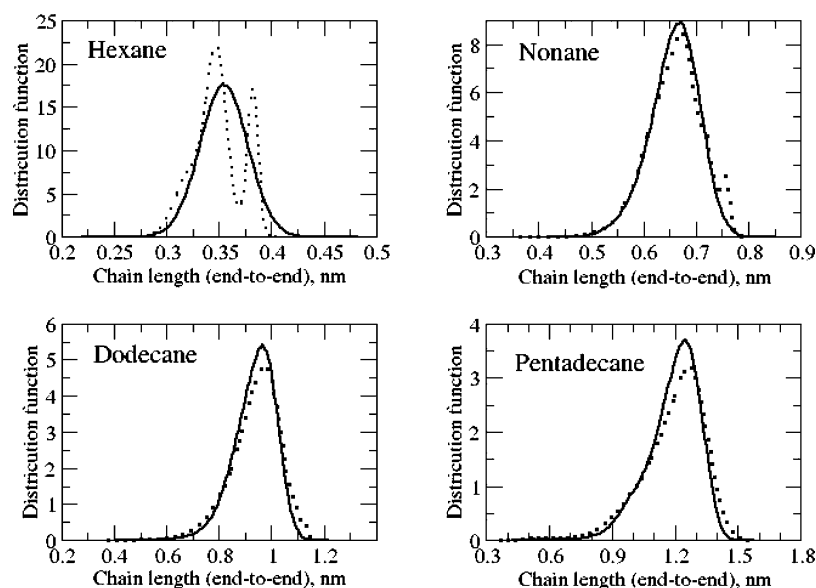 25
20
15
10
5
0
Hexane
Districution function
0.2 0.25 0.3 0.35 0.4 0.45 0.5
Chain length (end-to-end), nm
8
6
4
2
0
Nonane
Districution function
0.3 0.4 0.5 0.6 0.7 0.8 0.9
Chain length (end-to-end), nm
6
5
4
3
2
1
0
Dodecane
Districution function
0.2 0.4 0.6 0.8 1 1.2
Chain length (end-to-end), nm
4
3
2
1
0
Pentadecane
Districution function
0.3 0.6 0.9 1.2 1.5 1.8
Chain length (end-to-end), nm